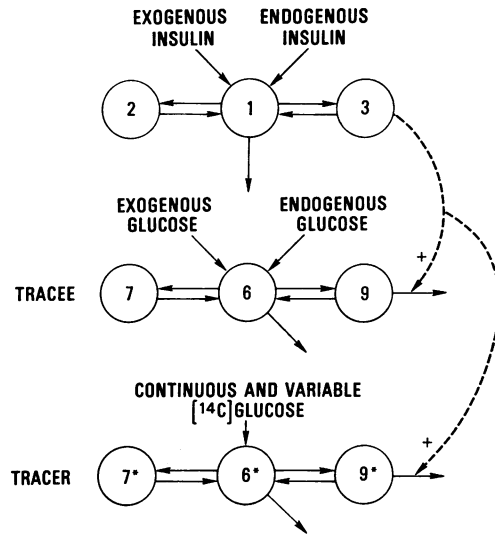 EXOGENOUS
INSULIN
ENDOGENOUS
INSULIN
2
1
3
EXOGENOUS
GLUCOSE
ENDOGENOUS
GLUCOSE
+
TRACEE
7
6
9
CONTINUOUS AND VARIABLE
[¹⁴C]GLUCOSE
+
TRACER
7*
6*
9*